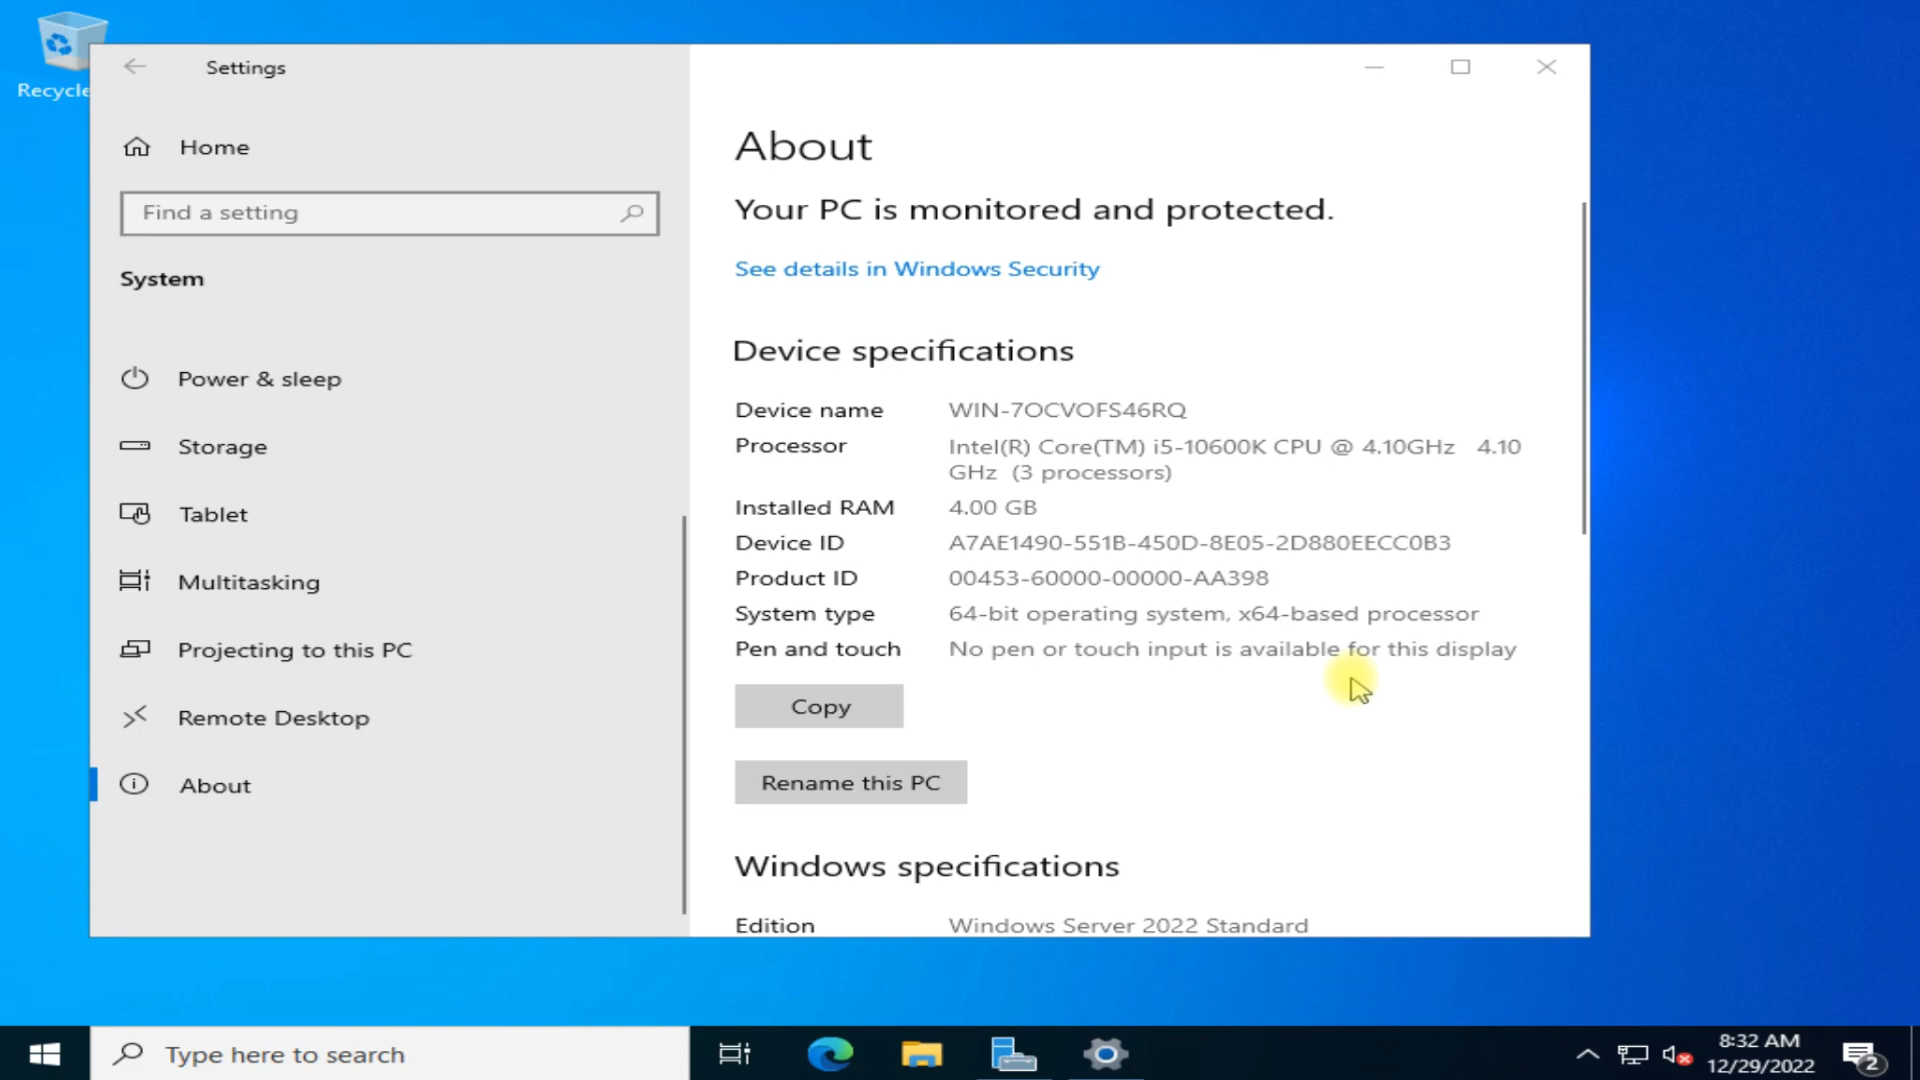 Recycle
Settings
Home
Find a setting
System
Power & sleep
Storage
Tablet
Multitasking
Projecting to this PC
Remote Desktop
About
About
Your PC is monitored and protected.
See details in Windows Security
Device specifications
Device name WIN-7OCVOFS46RQ
Processor Intel(R) Core(TM) i5-10600K CPU @ 4.10GHz 4.10
GHz (3 processors)
Installed RAM 4.00 GB
Device ID A7AE1490-551B-450D-8E05-2D880EECC0B3
Product ID 00453-60000-00000-AA398
System type 64-bit operating system, x64-based processor
Pen and touch No pen or touch input is available for this display
Copy
Rename this PC
Windows specifications
Edition Windows Server 2022 Standard
Type here to search
8:32 AM
12/29/2022
2